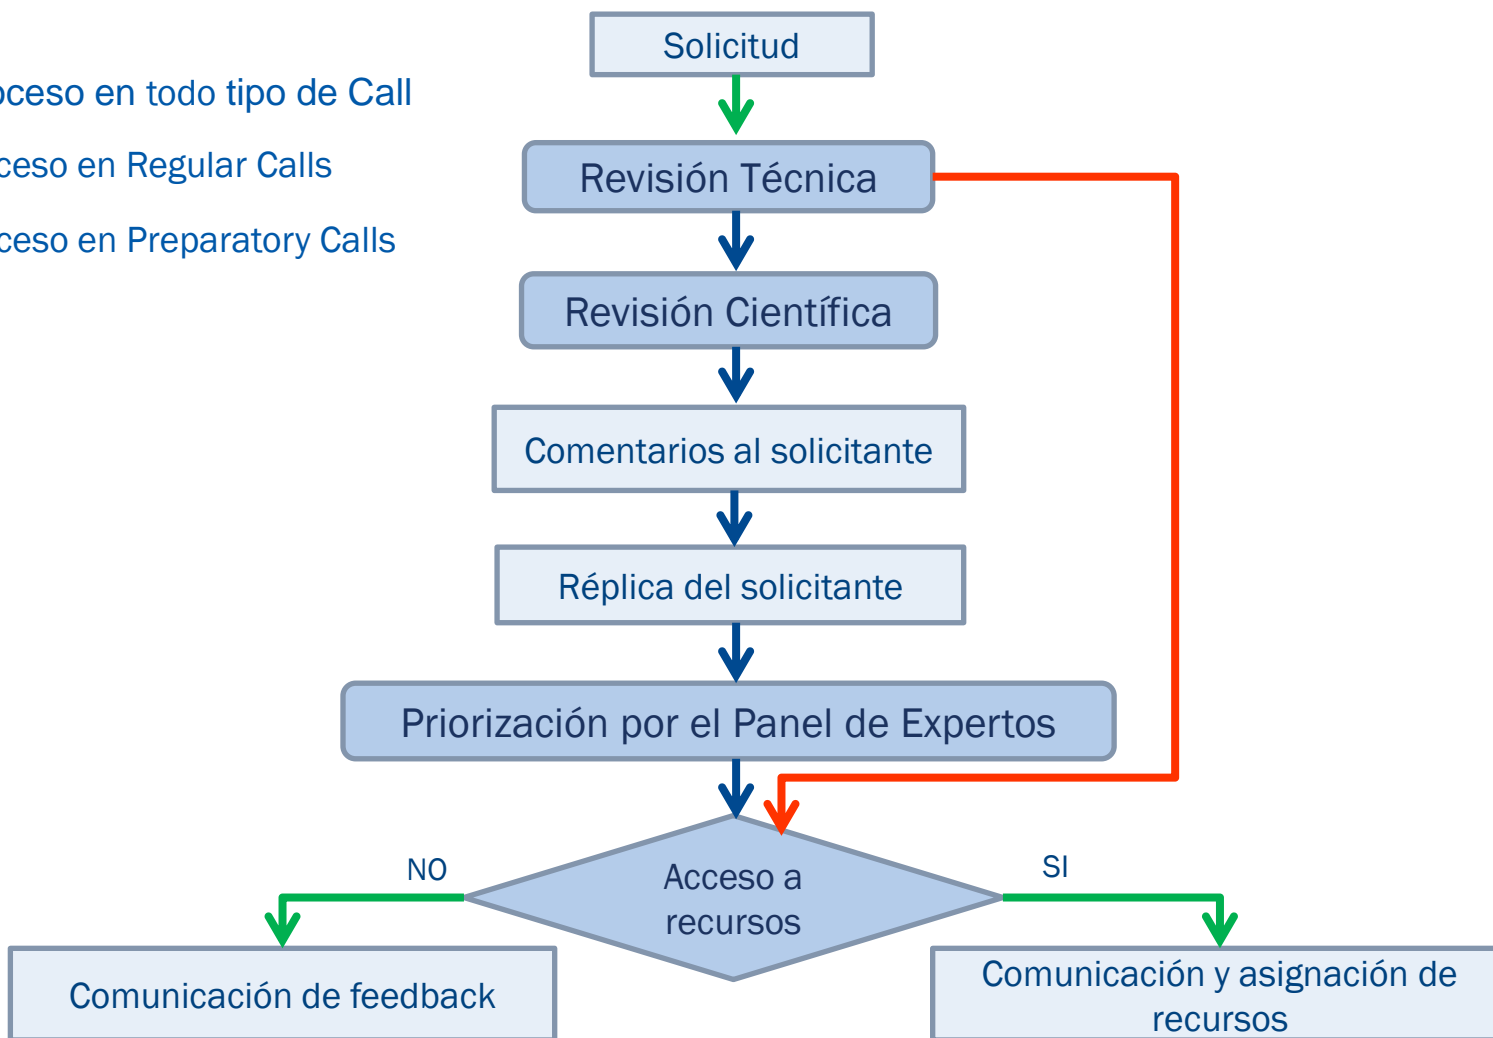 Solicitud
oceso en todo tipo de Call
ceso en Regular Calls
Revisión Técnica
ceso en Preparatory Calls
Revisión Científica
Comentarios al solicitante
Réplica del solicitante
Priorización por el Panel de Expertos
NO
SI
Acceso a
recursos
Comunicación de feedback
Comunicación y asignación de
recursos